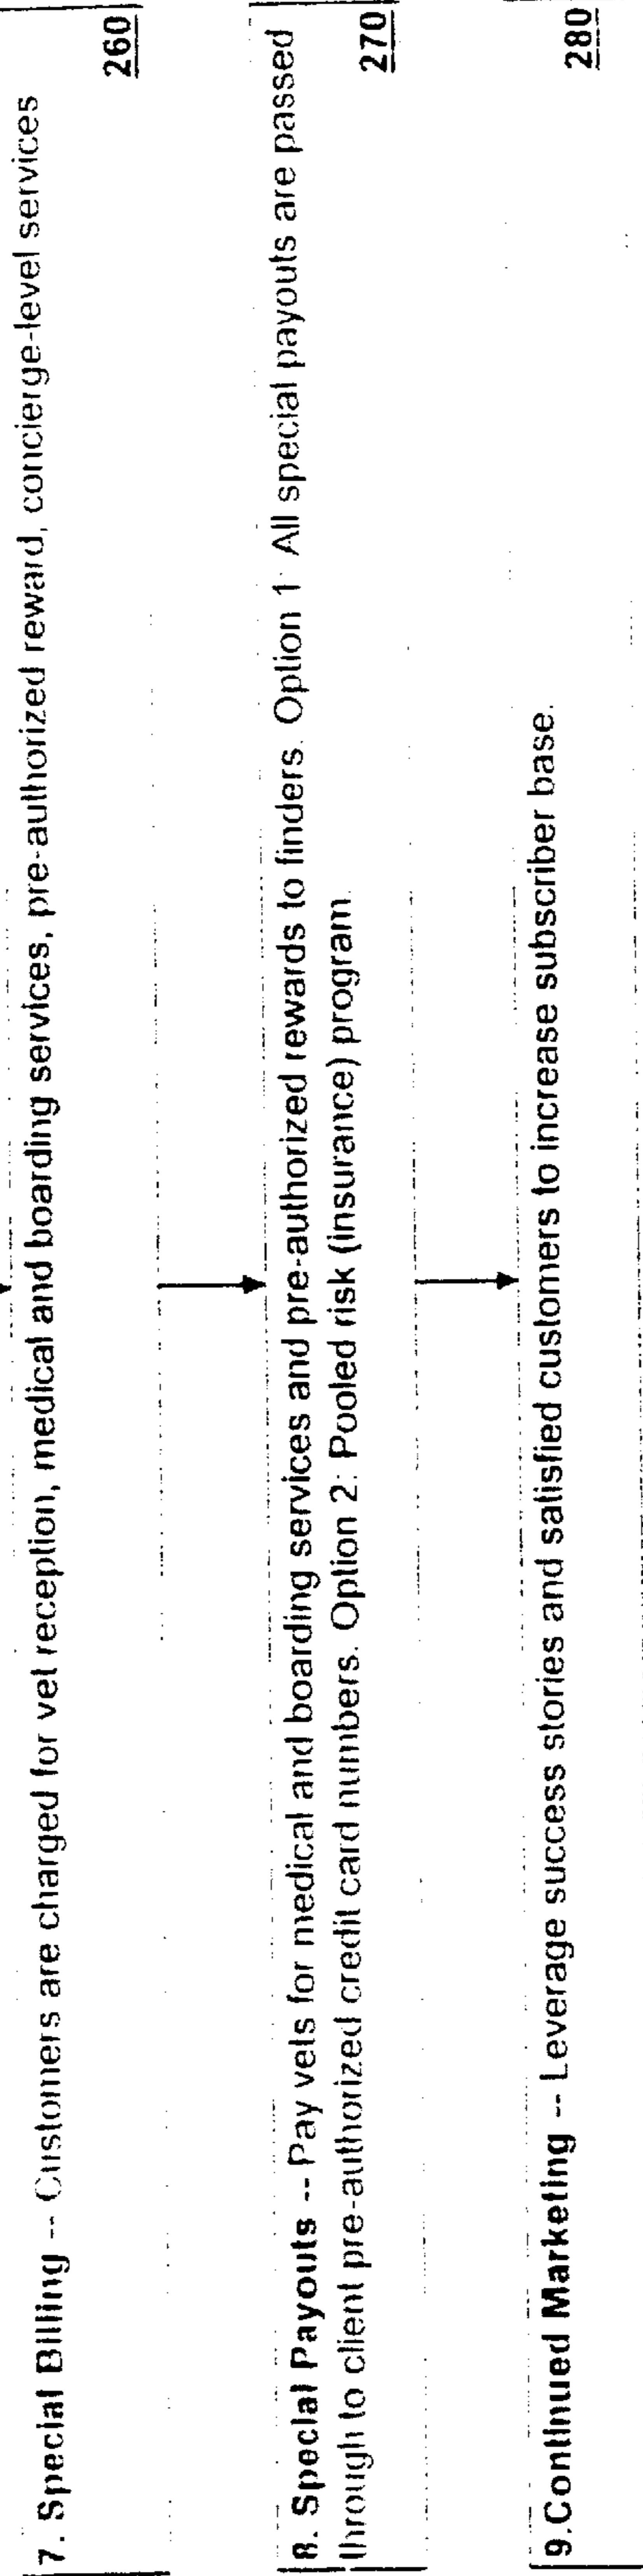 7. Special Billing -- Customers are charged for vet reception, medical and boarding services, pre-authorized reward, concierge-level services
260
8. Special Payouts -- Pay vets for medical and boarding services and pre-authorized rewards to finders. Option 1: All special payouts are passed
through to client pre-authorized credit card numbers. Option 2: Pooled risk (insurance) program.
270
9. Continued Marketing -- Leverage success stories and satisfied customers to increase subscriber base.
280